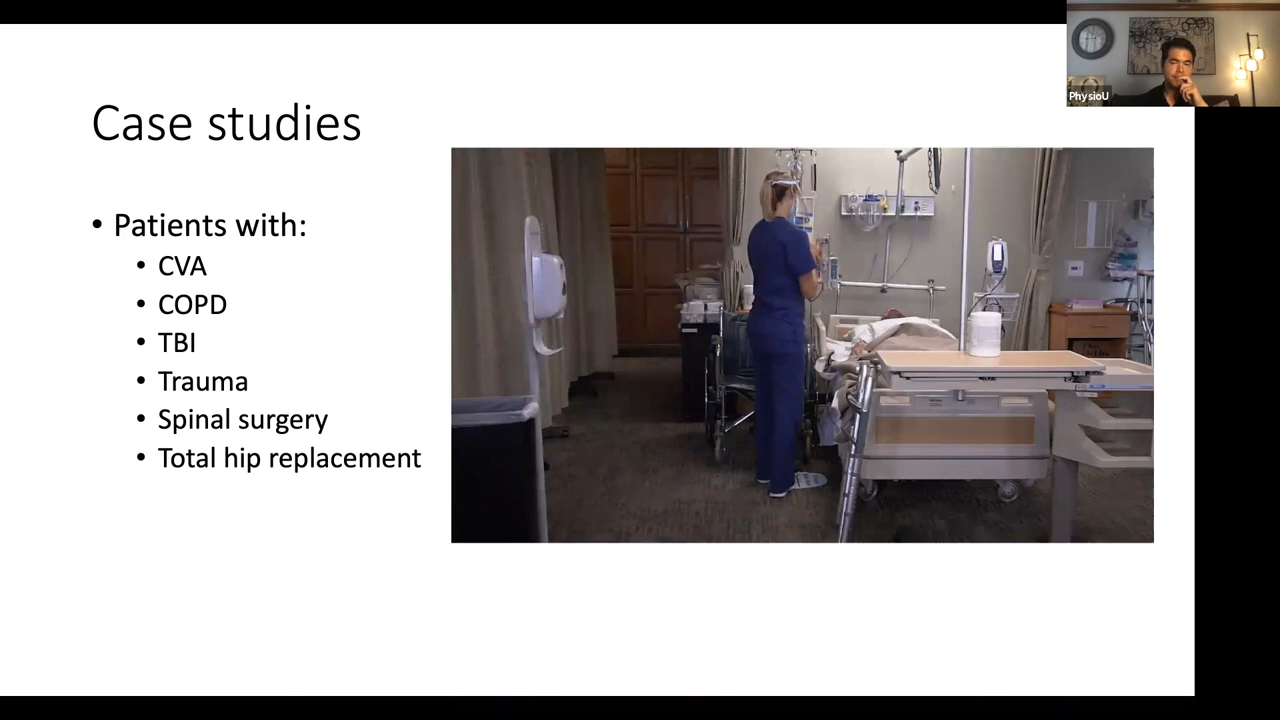 Case studies
• Patients with:
• CVA
• COPD
• TBI
• Trauma
• Spinal surgery
• Total hip replacement
PhysioU